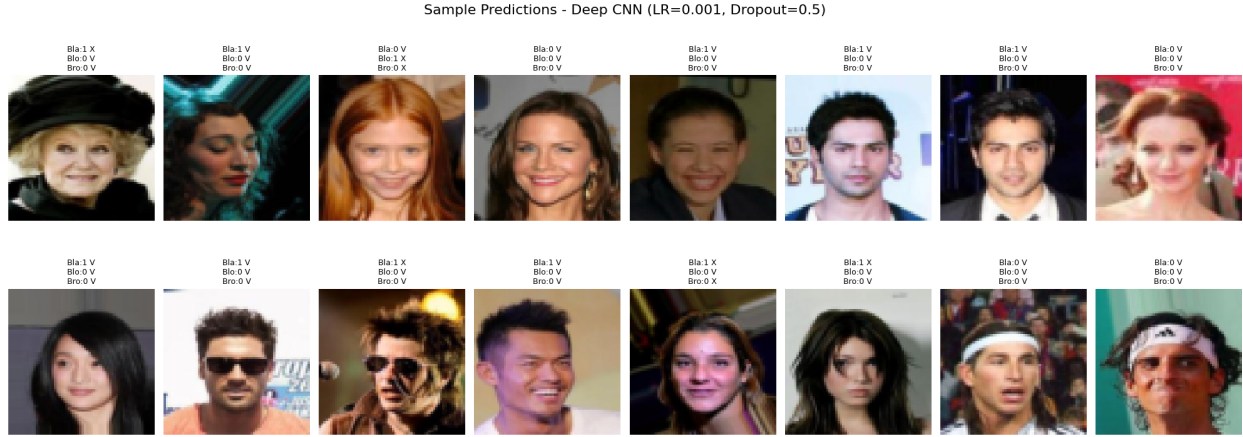 Sample Predictions - Deep CNN (LR=0.001, Dropout=0.5)
Bla:1 X
Blo:0 V
Bro:0 V
Bla:1 V
Blo:0 V
Bro:0 V
Bla:0 V
Blo:1 X
Bro:0 X
Bla:0 V
Blo:0 V
Bro:0 V
Bla:1 V
Blo:0 V
Bro:0 V
Bla:1 V
Blo:0 V
Bro:0 V
Bla:1 V
Blo:0 V
Bro:0 V
Bla:0 V
Blo:0 V
Bro:0 V
Bla:1 V
Blo:0 V
Bro:0 V
Bla:1 V
Blo:0 V
Bro:0 V
Bla:1 X
Blo:0 V
Bro:0 V
Bla:1 V
Blo:0 V
Bro:0 V
Bla:1 X
Blo:0 V
Bro:0 X
Bla:1 X
Blo:0 V
Bro:0 V
Bla:0 V
Blo:0 V
Bro:0 V
Bla:0 V
Blo:0 V
Bro:0 V